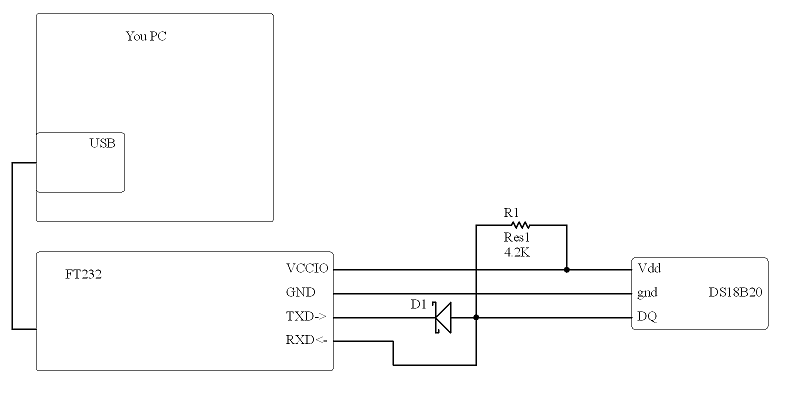 You PC
USB
R1
Res1
4.2K
FT232
VCCIO
GND
TXD->
RXD<-
D1
Vdd
gnd
DQ
DS18B20